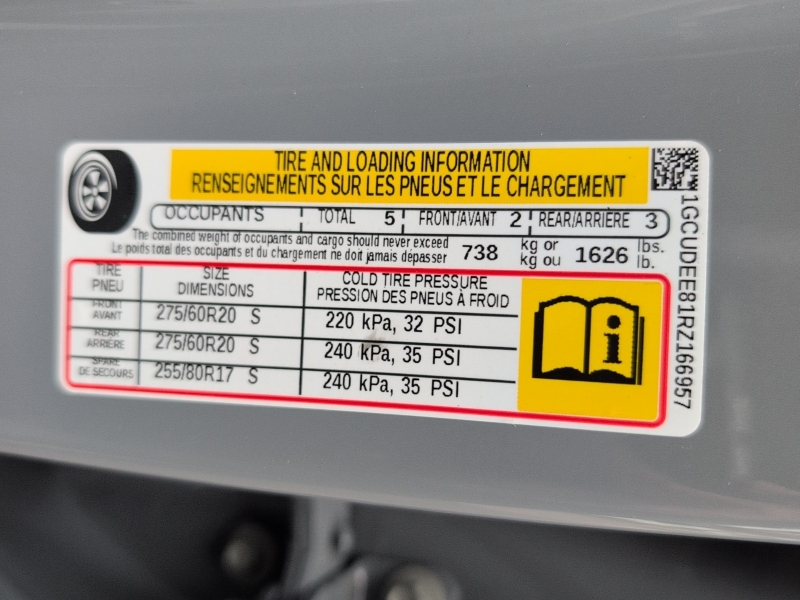 TIRE AND LOADING INFORMATION
RENSEIGNEMENTS SUR LES PNEUS ET LE CHARGEMENT
OCCUPANTS TOTAL 5 FRONT/AVANT 2 REAR/ARRIÈRE 3
The combined weight of occupants and cargo should never exceed
Le poids total des occupants et du chargement ne doit jamais dépasser
738 kg or 1626 lbs.
kg ou lb.
TIRE SIZE COLD TIRE PRESSURE
PNEU DIMENSIONS PRESSION DES PNEUS À FROID
FRONT
AVANT 275/60R20 S 220 kPa, 32 PSI
REAR
ARRIÈRE 275/60R20 S 240 kPa, 35 PSI
SPARE
DE SECOURS 255/80R17 S 240 kPa, 35 PSI
i
1GCUDEE81RZ166957